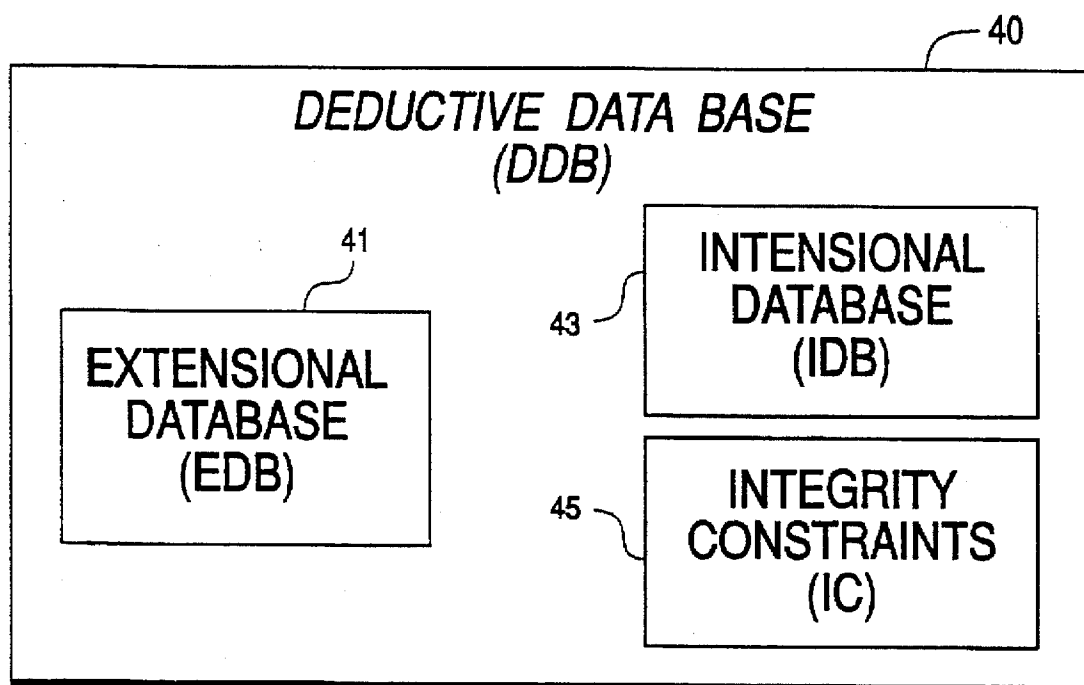 40
DEDUCTIVE DATA BASE
(DDB)
41
EXTENSIONAL
DATABASE
(EDB)
43
INTENSIONAL
DATABASE
(IDB)
45
INTEGRITY
CONSTRAINTS
(IC)